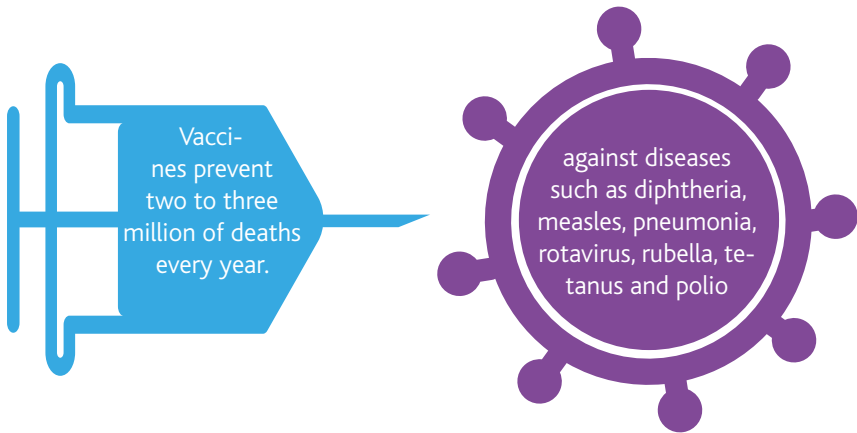 Vacci-
nes prevent
two to three
million of deaths
every year.
against diseases
such as diphtheria,
measles, pneumonia,
rotavirus, rubella, te-
tanus and polio